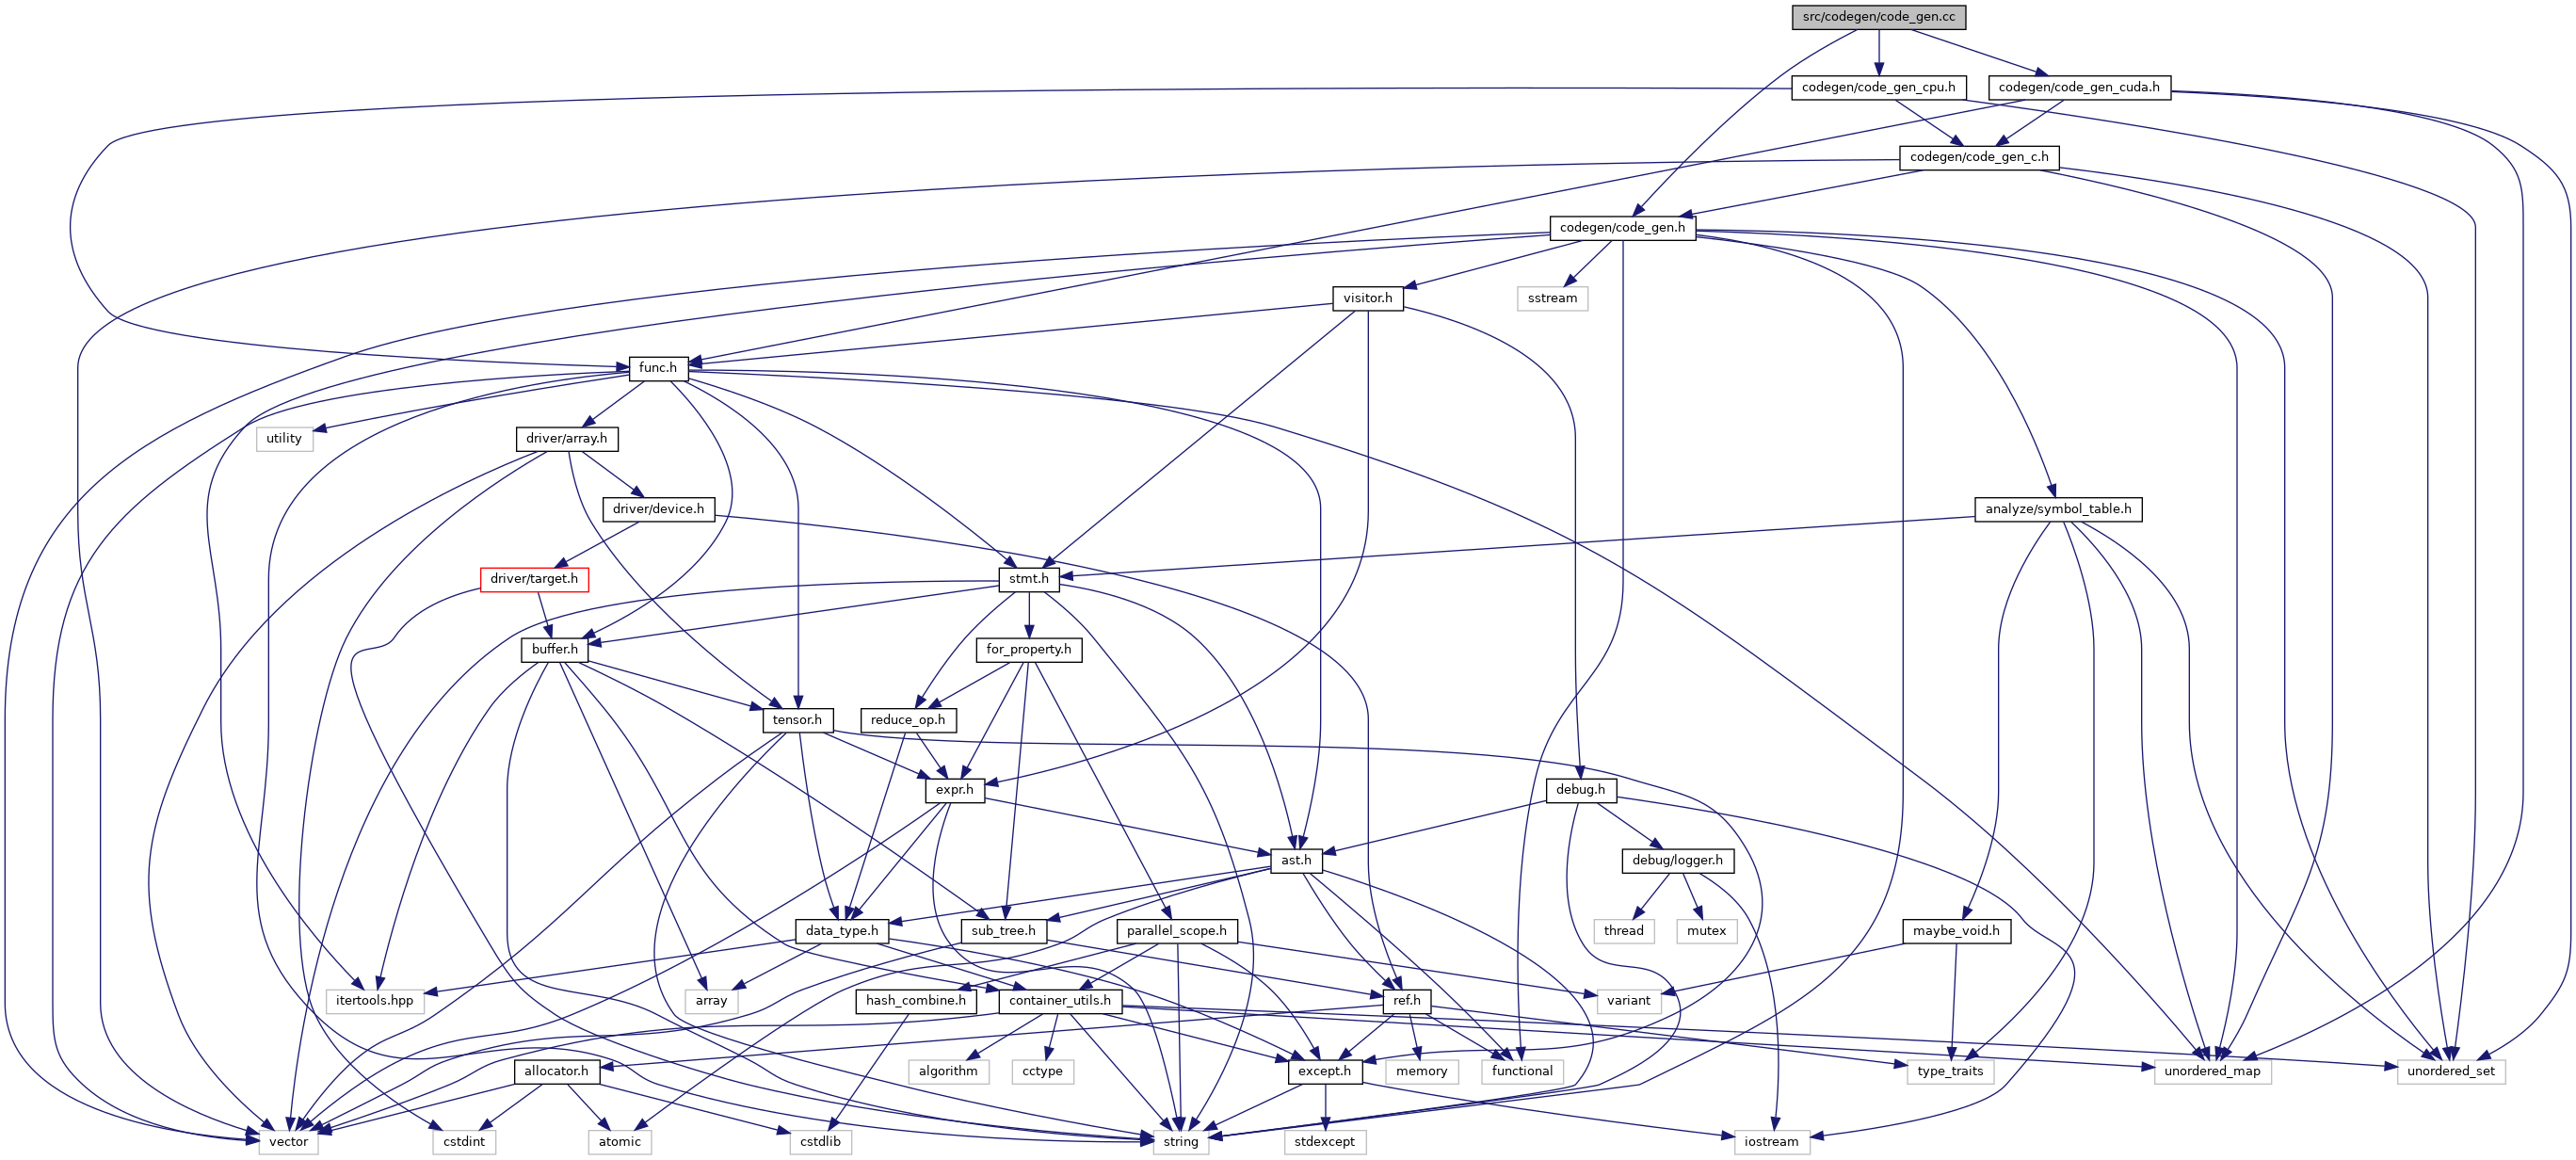 src/codegen/code_gen.cc
codegen/code_gen_cpu.h
codegen/code_gen_cuda.h
codegen/code_gen_c.h
codegen/code_gen.h
visitor.h
sstream
func.h
utility
driver/array.h
driver/device.h
analyze/symbol_table.h
driver/target.h
stmt.h
buffer.h
for_property.h
tensor.h
reduce_op.h
expr.h
debug.h
ast.h
debug/logger.h
data_type.h
sub_tree.h
parallel_scope.h
thread
mutex
maybe_void.h
itertools.hpp
array
hash_combine.h
container_utils.h
ref.h
variant
allocator.h
algorithm
cctype
except.h
memory
functional
type_traits
unordered_map
unordered_set
vector
cstdint
atomic
cstdlib
string
stdexcept
iostream